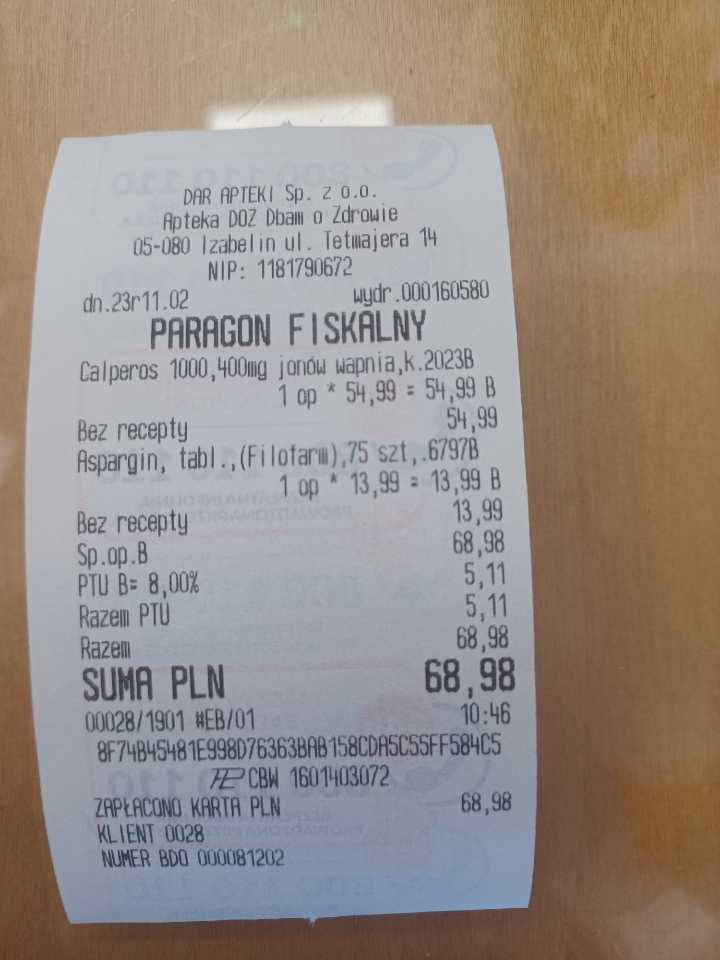 DAR APTEKI Sp. z o.o.
Apteka DOZ Dbam o Zdrowie
05-080 Izabelin ul. Tetmajera 14
NIP: 1181790672
dn.23r11.02 wydr.000160580
PARAGON FISKALNY
Calperos 1000,400mg jonów wapnia,k.2023B
1 op * 54,99 = 54,99 B
Bez recepty 54,99
Aspargin, tabl.,(Filofarm),75 szt,.6797B
1 op * 13,99 = 13,99 B
Bez recepty 13,99
Sp.op.B 68,98
PTU B= 8,00% 5,11
Razem PTU 5,11
Razem 68,98
SUMA PLN 68,98
00028/1901 #EB/01 10:46
8F74B45481E998D76363BAB158CDA5C55FF584C5
CBW 1601403072
ZAPŁACONO KARTA PLN 68,98
KLIENT 0028
NUMER BDO 000081202